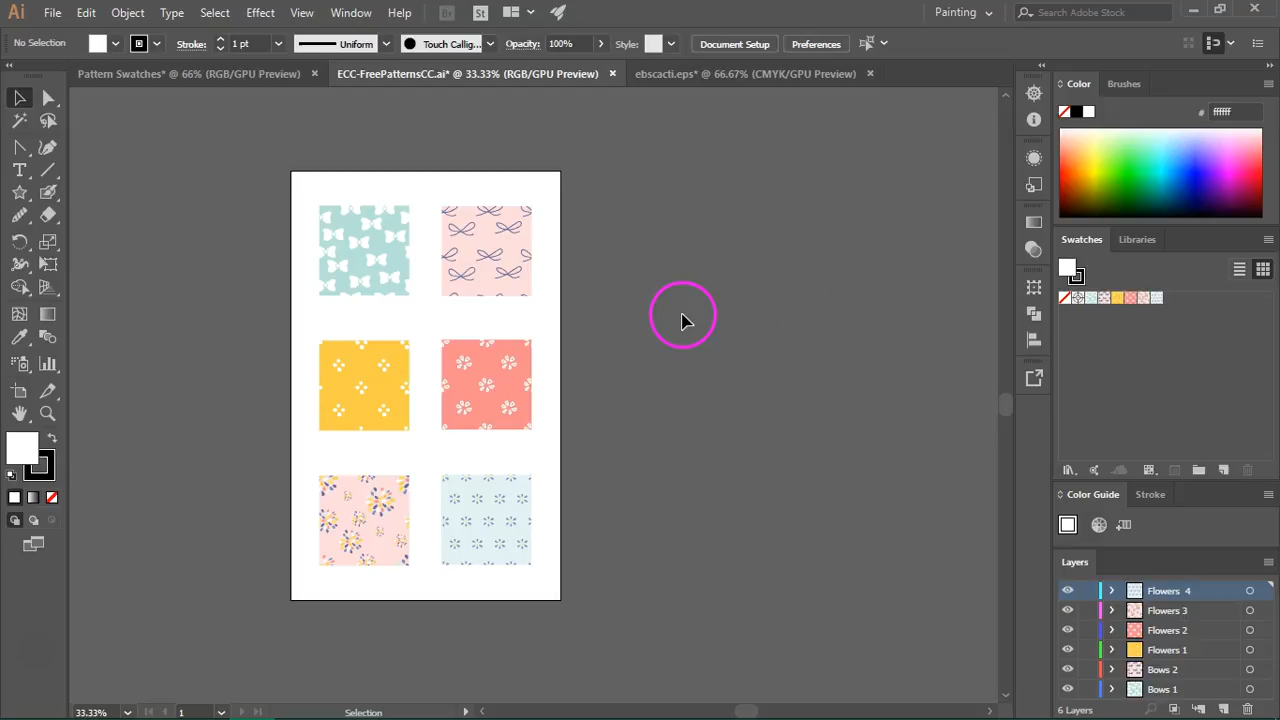 Ai File Edit Object Type Select Effect View Window Help Br St Painting Search Adobe Stock
No Selection Stroke: 1 pt Uniform Touch Callig... Opacity: 100% Style: Document Setup Preferences
Pattern Swatches* @ 66% (RGB/GPU Preview) ECC-FreePatternsCC.ai* @ 33.33% (RGB/GPU Preview) ebscacti.eps* @ 66.67% (CMYK/GPU Preview)
Color Brushes
# ffffff
Swatches Libraries
Color Guide Stroke
Layers
Flowers 4
Flowers 3
Flowers 2
Flowers 1
Bows 2
Bows 1
6 Layers
33.33% 1 Selection